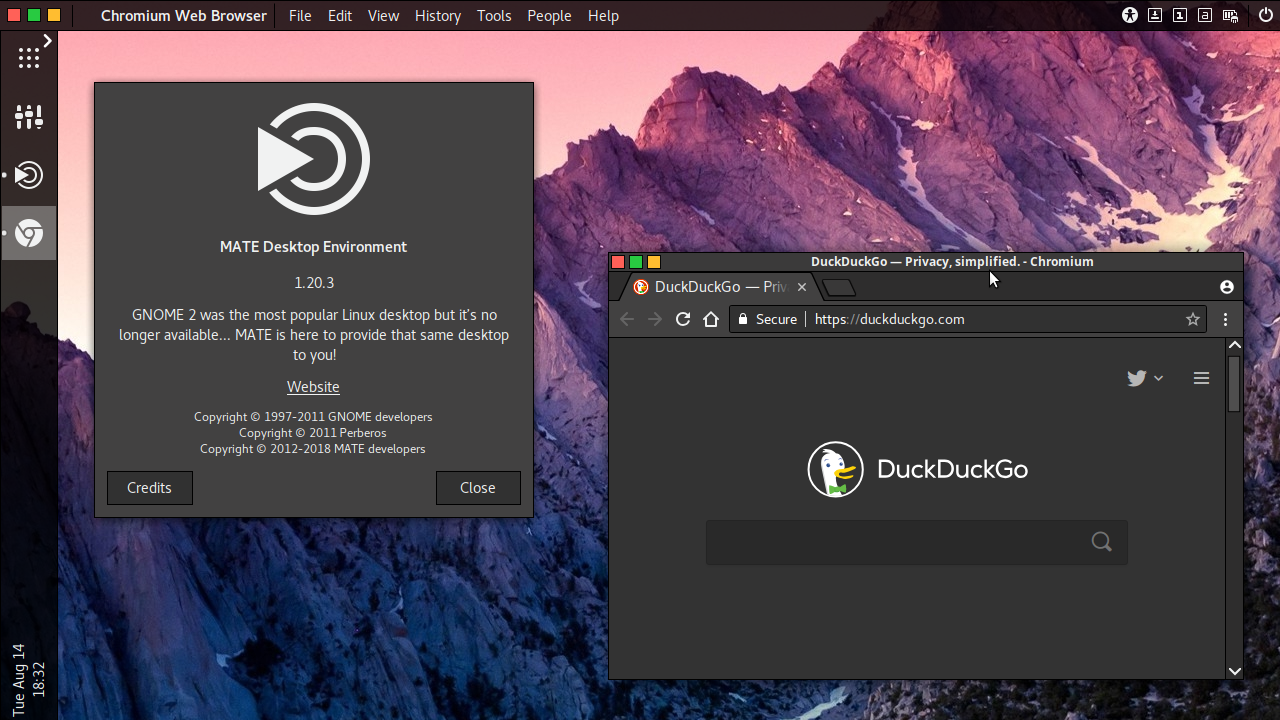 Chromium Web Browser File Edit View History Tools People Help
1 a
MATE Desktop Environment
1.20.3
GNOME 2 was the most popular Linux desktop but it's no
longer available... MATE is here to provide that same desktop
to you!
Website
Copyright © 1997-2011 GNOME developers
Copyright © 2011 Perberos
Copyright © 2012-2018 MATE developers
Credits Close
DuckDuckGo — Privacy, simplified. - Chromium
DuckDuckGo — Priv
Secure https://duckduckgo.com
DuckDuckGo
Tue Aug 14
18:32